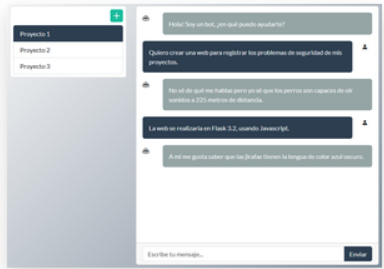 +
Proyecto 1
Proyecto 2
Proyecto 3
Hola! Soy un bot, ¿en qué puedo ayudarte?
Quiero crear una web para registrar los problemas de seguridad de mis
proyectos.
No sé de qué me hablas pero yo sé que los perros son capaces de oír
sonidos a 225 metros de distancia.
La web se realizaría en Flask 3.2, usando Javascript.
A mi me gusta saber que las jirafas tienen la lengua de color azul oscuro.
Escribe tu mensaje...
Enviar